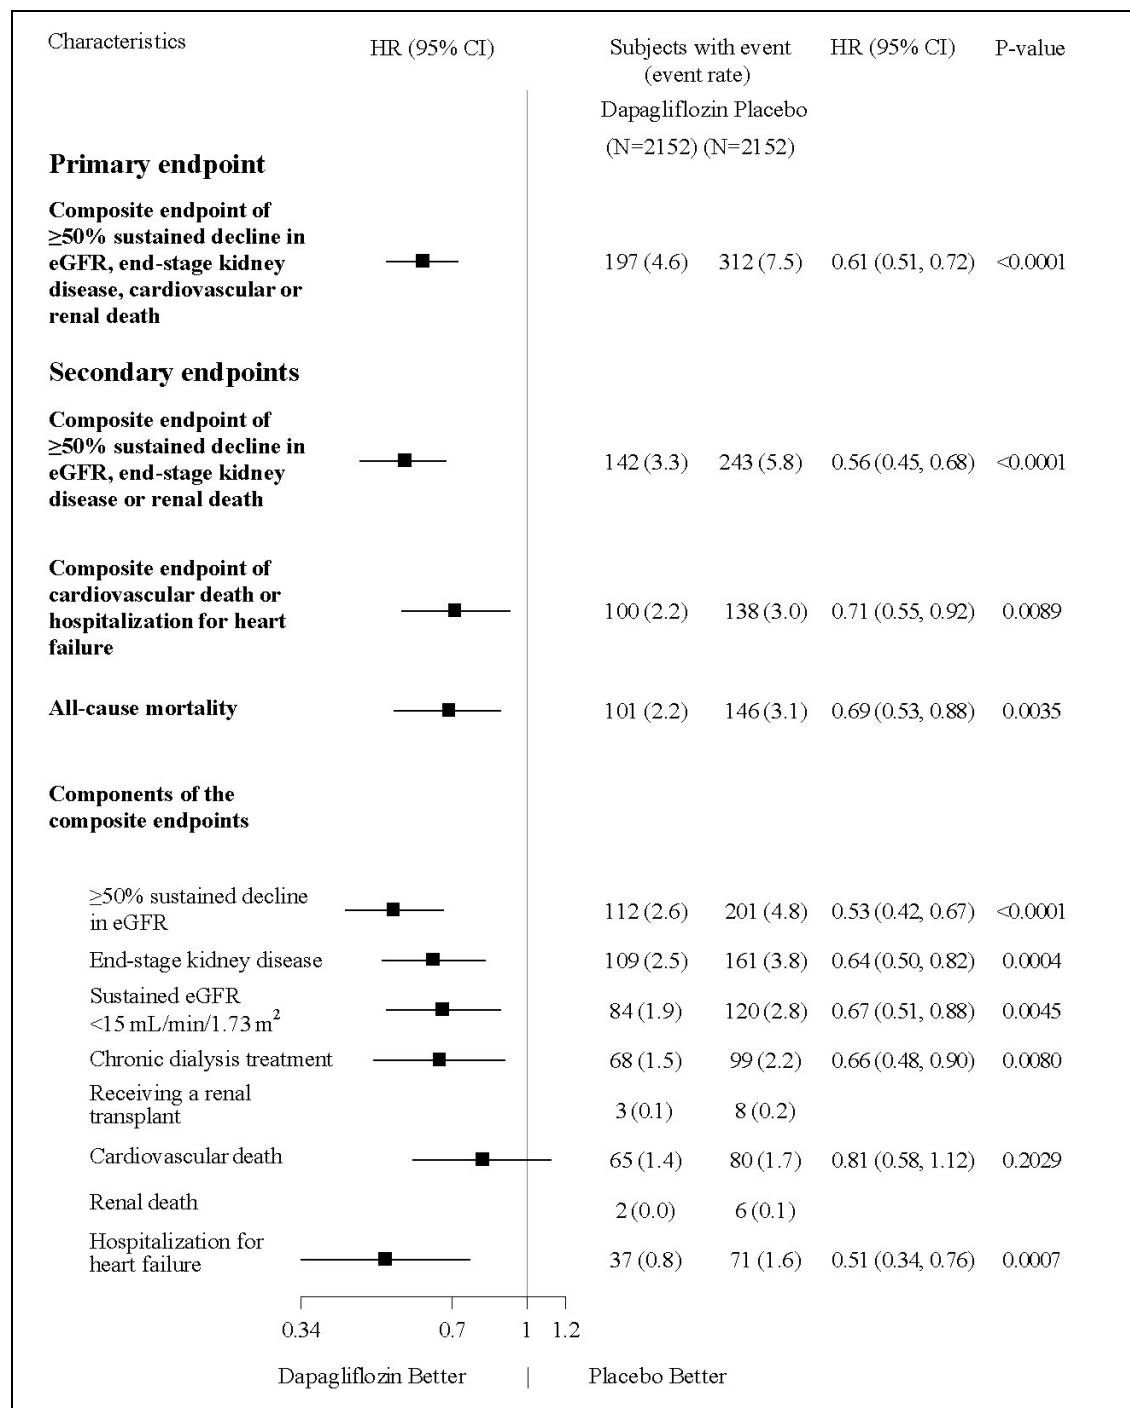 Characteristics HR (95% CI) Subjects with event HR (95% CI) P-value
(event rate)
Dapagliflozin Placebo
(N=2152) (N=2152)
Primary endpoint
Composite endpoint of
≥50% sustained decline in
eGFR, end-stage kidney 197 (4.6) 312 (7.5) 0.61 (0.51, 0.72) <0.0001
disease, cardiovascular or
renal death
Secondary endpoints
Composite endpoint of
≥50% sustained decline in
eGFR, end-stage kidney 142 (3.3) 243 (5.8) 0.56 (0.45, 0.68) <0.0001
disease or renal death
Composite endpoint of
cardiovascular death or
hospitalization for heart 100 (2.2) 138 (3.0) 0.71 (0.55, 0.92) 0.0089
failure
All-cause mortality 101 (2.2) 146 (3.1) 0.69 (0.53, 0.88) 0.0035
Components of the
composite endpoints
≥50% sustained decline
in eGFR 112 (2.6) 201 (4.8) 0.53 (0.42, 0.67) <0.0001
End-stage kidney disease 109 (2.5) 161 (3.8) 0.64 (0.50, 0.82) 0.0004
Sustained eGFR
<15 mL/min/1.73 m² 84 (1.9) 120 (2.8) 0.67 (0.51, 0.88) 0.0045
Chronic dialysis treatment 68 (1.5) 99 (2.2) 0.66 (0.48, 0.90) 0.0080
Receiving a renal
transplant 3 (0.1) 8 (0.2)
Cardiovascular death 65 (1.4) 80 (1.7) 0.81 (0.58, 1.12) 0.2029
Renal death 2 (0.0) 6 (0.1)
Hospitalization for
heart failure 37 (0.8) 71 (1.6) 0.51 (0.34, 0.76) 0.0007
0.34 0.7 1 1.2
Dapagliflozin Better | Placebo Better